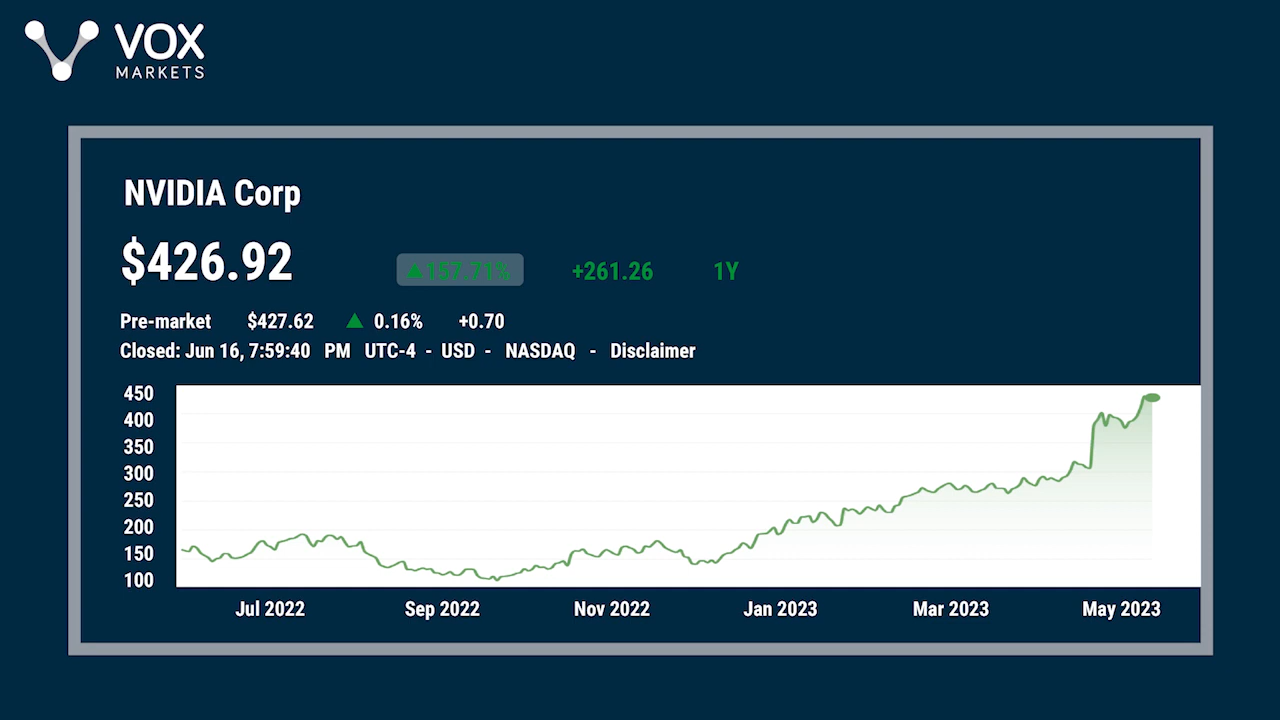 VOX
MARKETS
NVIDIA Corp
$426.92 ▲157.71% +261.26 1Y
Pre-market $427.62 ▲ 0.16% +0.70
Closed: Jun 16, 7:59:40 PM UTC-4 - USD - NASDAQ - Disclaimer
450
400
350
300
250
200
150
100
Jul 2022 Sep 2022 Nov 2022 Jan 2023 Mar 2023 May 2023